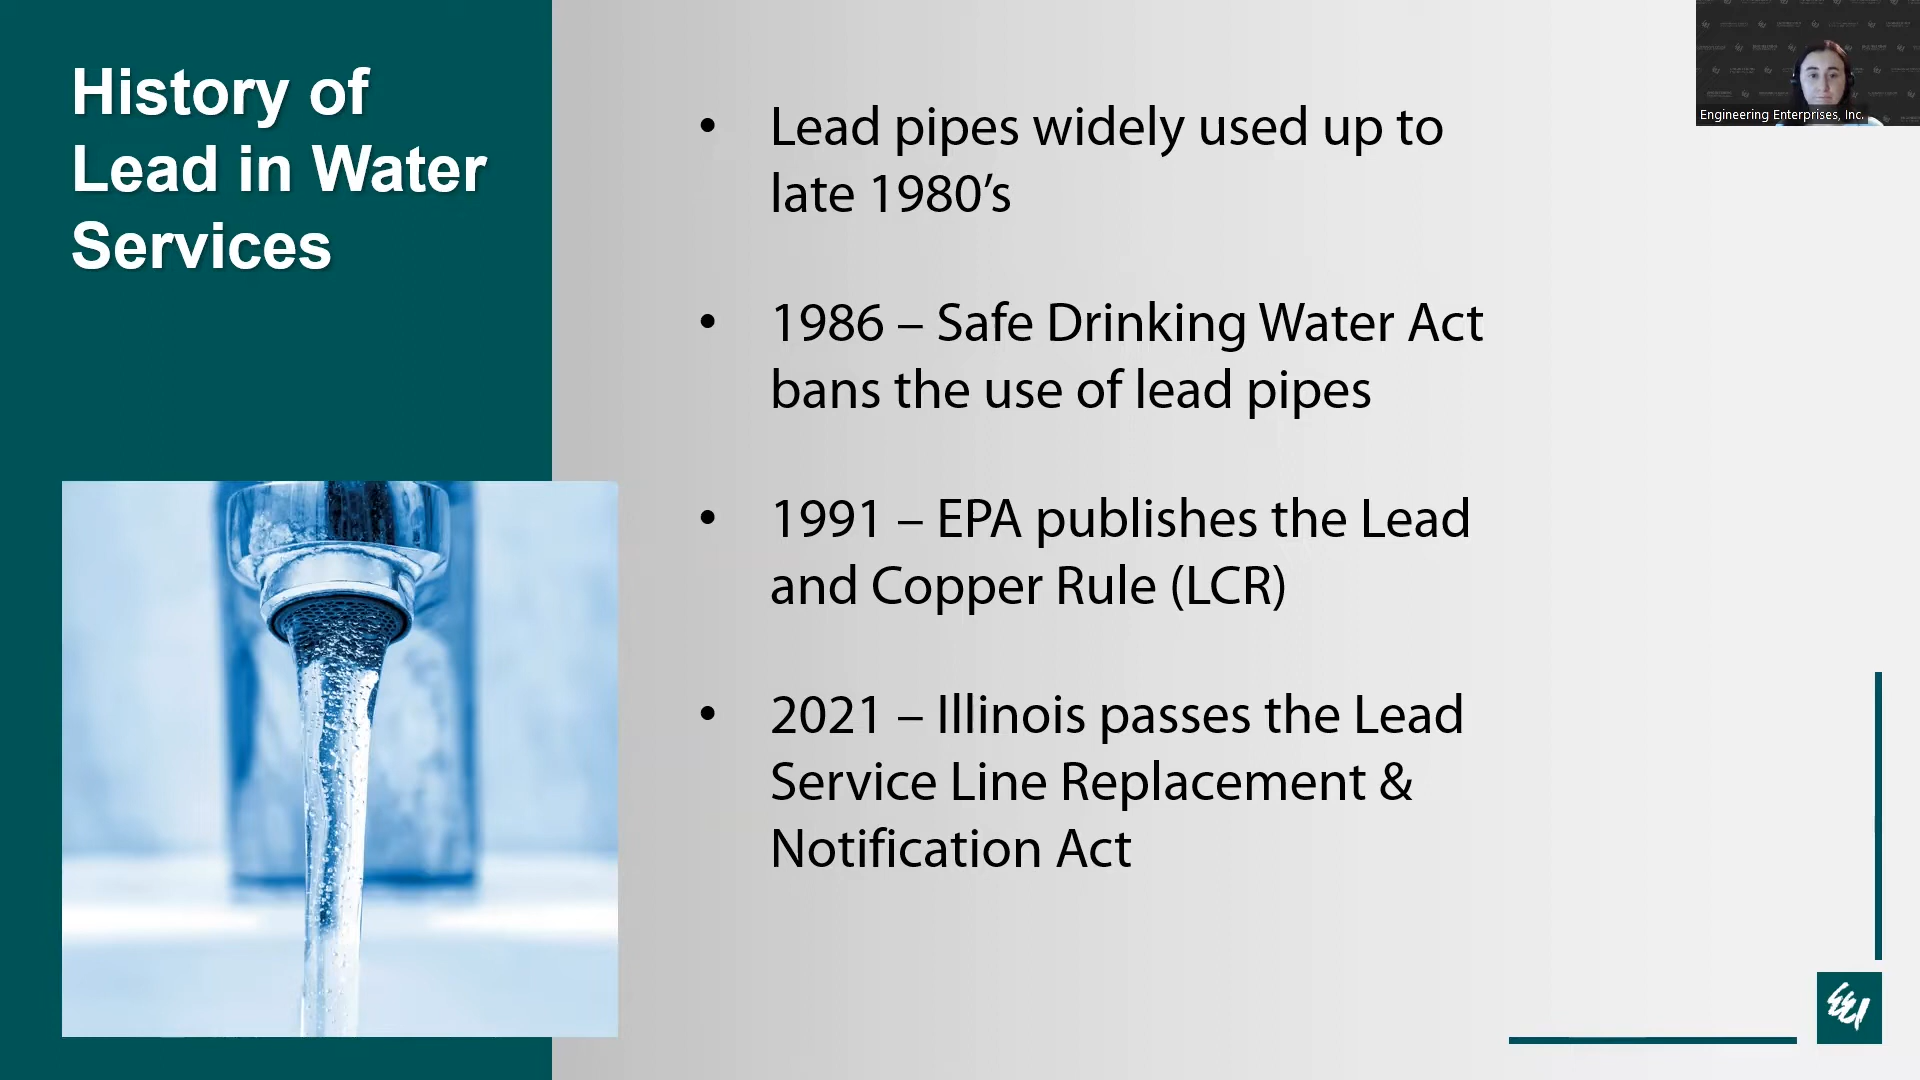 History of
Lead in Water
Services
• Lead pipes widely used up to
late 1980’s
• 1986 – Safe Drinking Water Act
bans the use of lead pipes
• 1991 – EPA publishes the Lead
and Copper Rule (LCR)
• 2021 – Illinois passes the Lead
Service Line Replacement &
Notification Act
Engineering Enterprises, Inc.
EEI